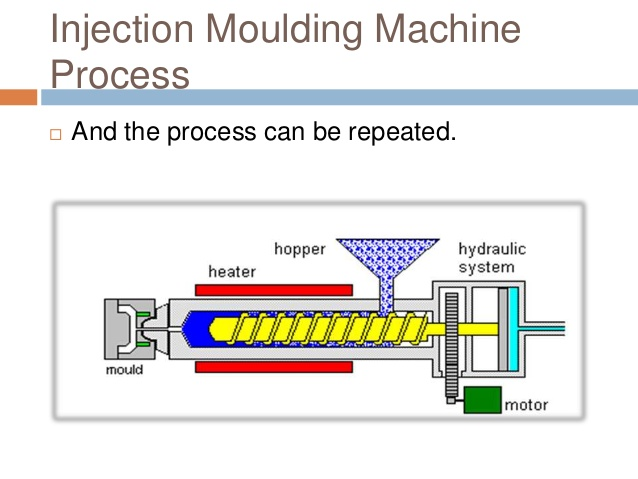 Injection Moulding Machine
Process
And the process can be repeated.
hopper
hydraulic
system
heater
mould
motor